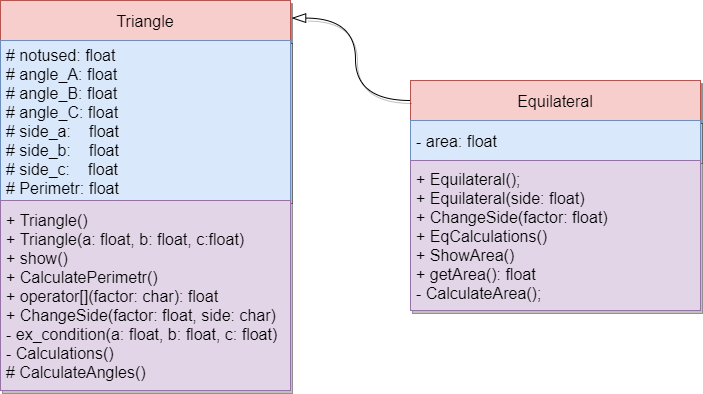 Triangle
# notused: float
# angle_A: float
# angle_B: float
# angle_C: float
# side_a: float
# side_b: float
# side_c: float
# Perimetr: float
+ Triangle()
+ Triangle(a: float, b: float, c:float)
+ show()
+ CalculatePerimetr()
+ operator[](factor: char): float
+ ChangeSide(factor: float, side: char)
- ex_condition(a: float, b: float, c: float)
- Calculations()
# CalculateAngles()
Equilateral
- area: float
+ Equilateral();
+ Equilateral(side: float)
+ ChangeSide(factor: float)
+ EqCalculations()
+ ShowArea()
+ getArea(): float
- CalculateArea();